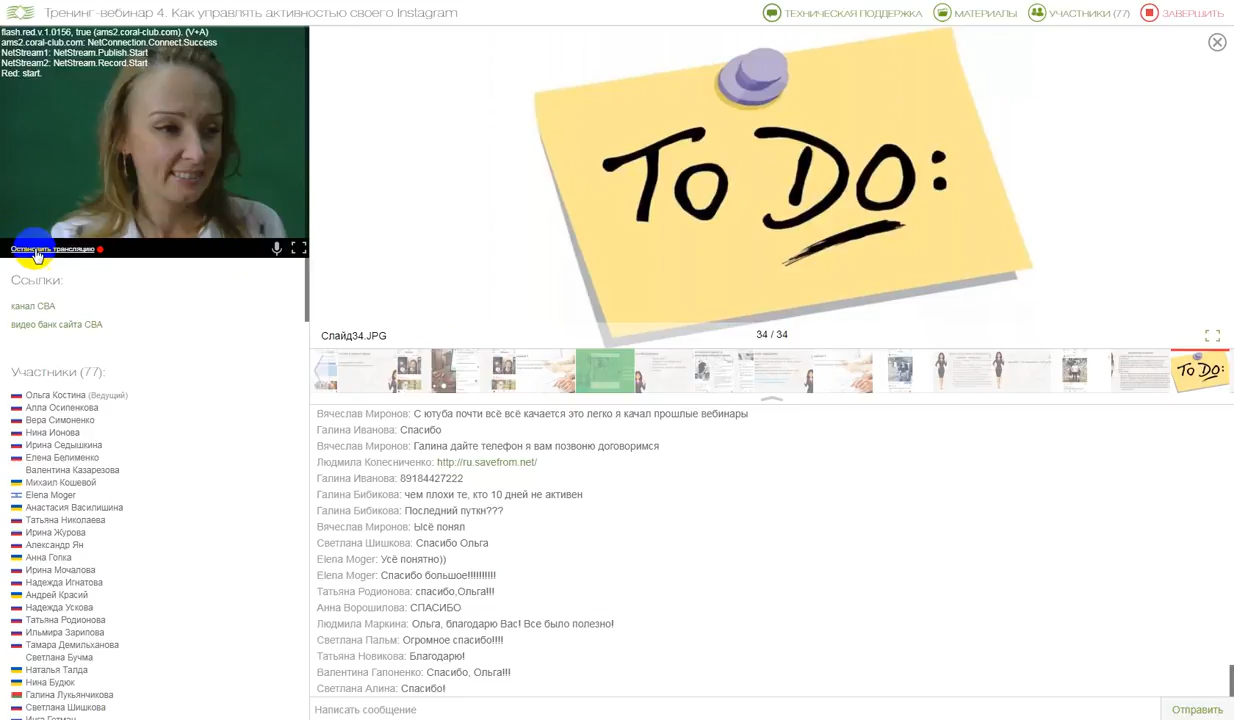 Тренинг-вебинар 4. Как управлять активностью своего Instagram
ТЕХНИЧЕСКАЯ ПОДДЕРЖКА
МАТЕРИАЛЫ
УЧАСТНИКИ (77)
ЗАВЕРШИТЬ
flash.red.v.1.0156, true (ams2.coral-club.com). (V+A)
ams2.coral-club.com: NetConnection.Connect.Success
NetStream1: NetStream.Publish.Start
NetStream2: NetStream.Record.Start
Red: start.
Остановить трансляцию
Ссылки:
канал СВА
видео банк сайта СВА
Участники (77):
Ольга Костина (Ведущий)
Алла Осипенкова
Вера Симоненко
Нина Ионова
Ирина Седышкина
Елена Белименко
Валентина Казарезова
Михаил Кошевой
Elena Moger
Анастасия Василишина
Татьяна Николаева
Ирина Журова
Александр Ян
Анна Гопка
Ирина Мочалова
Надежда Игнатова
Андрей Красий
Надежда Ускова
Татьяна Родионова
Ильмира Зарипова
Тамара Демильханова
Светлана Бучма
Наталья Талда
Нина Будюк
Галина Лукьянчикова
Светлана Шишкова
TO DO:
Слайд34.JPG
34 / 34
TO DO:
Вячеслав Миронов: С ютуба почти всё всё качается это легко я качал прошлые вебинары
Галина Иванова: Спасибо
Вячеслав Миронов: Галина дайте телефон я вам позвоню договоримся
Людмила Колесниченко: http://ru.savefrom.net/
Галина Иванова: 89184427222
Галина Бибикова: чем плохи те, кто 10 дней не активен
Галина Бибикова: Последний путкн???
Вячеслав Миронов: Ысё понял
Светлана Шишкова: Спасибо Ольга
Elena Moger: Усё понятно))
Elena Moger: Спасибо большое!!!!!!!!!!
Татьяна Родионова: спасибо,Ольга!!!
Анна Ворошилова: СПАСИБО
Людмила Маркина: Ольга, благодарю Вас! Все было полезно!
Светлана Пальм: Огромное спасибо!!!!
Татьяна Новикова: Благодарю!
Валентина Гапоненко: Спасибо, Ольга!!!
Светлана Алина: Спасибо!
Написать сообщение
Отправить